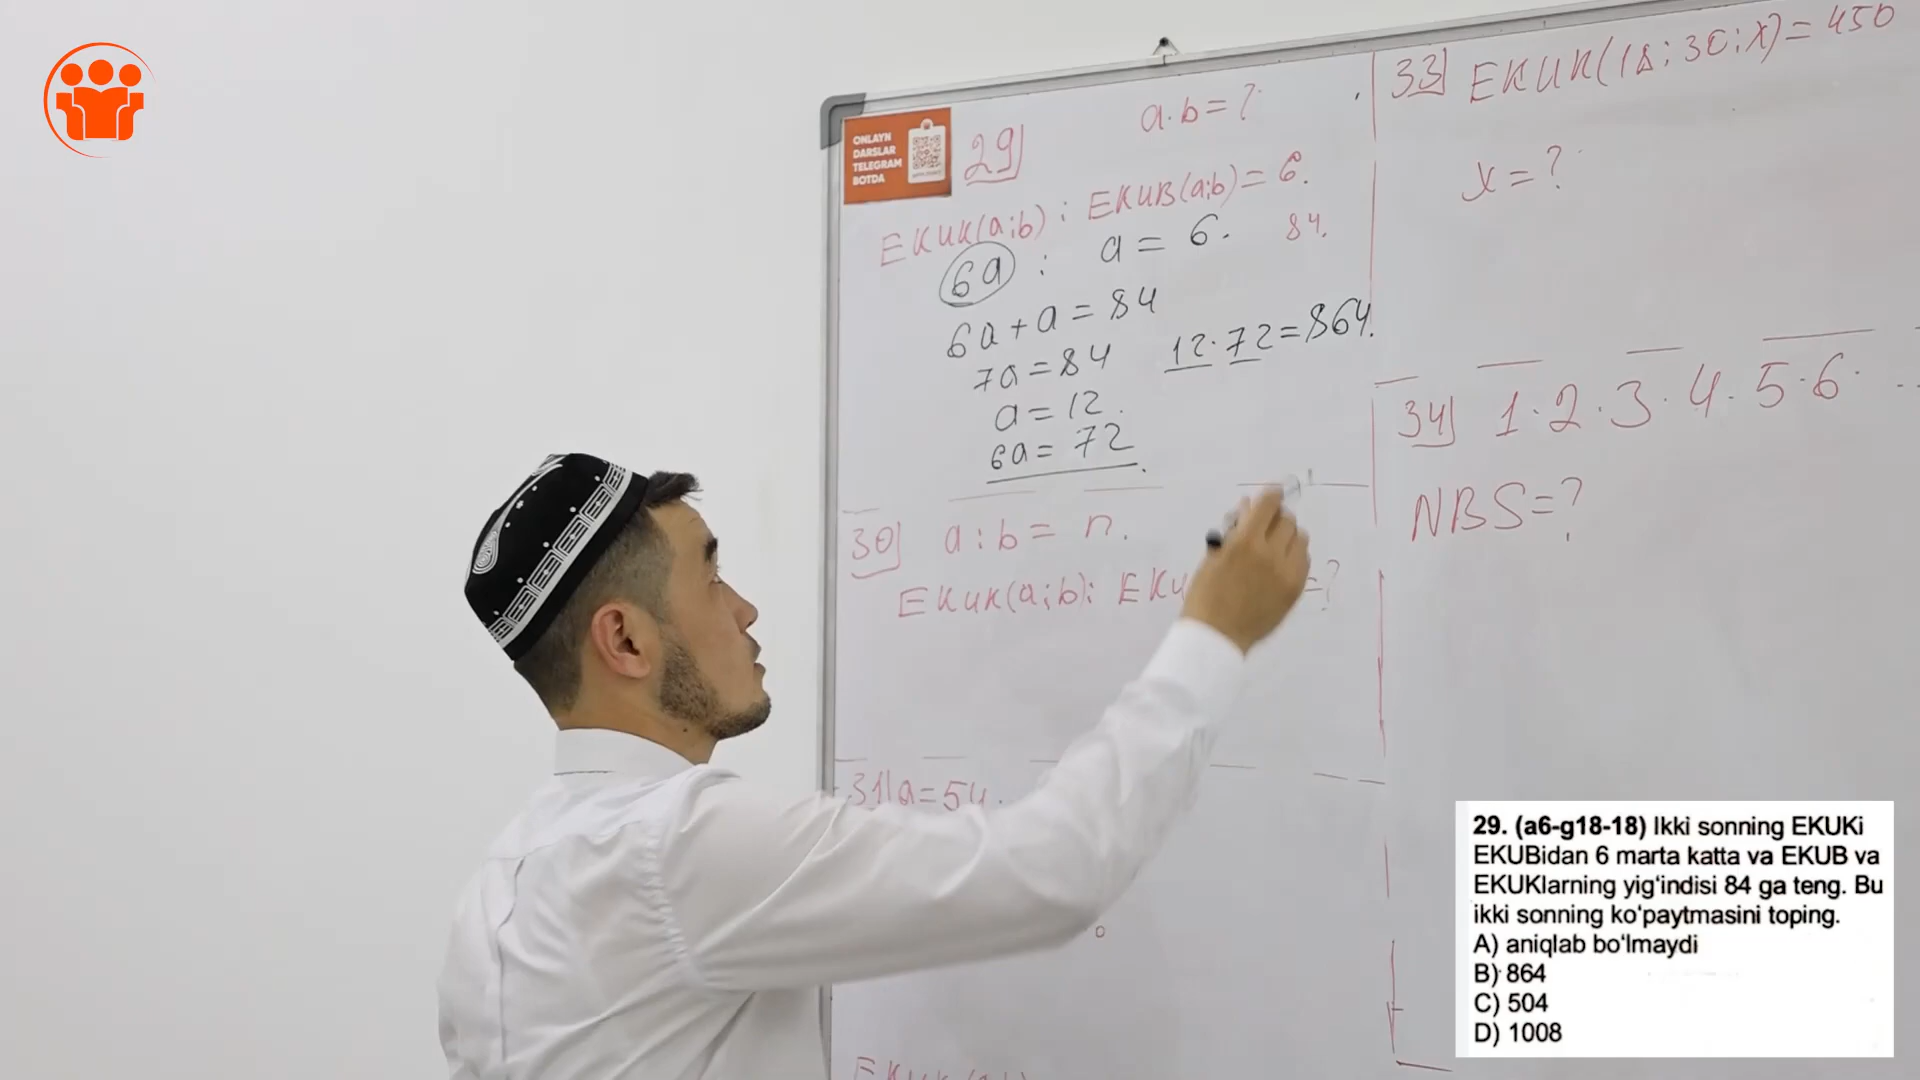 ONLAYN
DARSLAR
TELEGRAM
BOTDA
29)
a·b=?
EKUK(a;b) : EKUB(a;b)=6.
84.
6a : a = 6.
6a+a=84
7a=84
a=12.
6a=72
12·72=864.
30) a:b= n.
EKUK(a;b): EKU =?
31) a=54.
33) EKUK(18;30;x)=450
x=?
34) 1·2·3·4·5·6· ..
NBS=?
29. (a6-g18-18) Ikki sonning EKUKi
EKUBidan 6 marta katta va EKUB va
EKUKlarning yig‘indisi 84 ga teng. Bu
ikki sonning ko‘paytmasini toping.
A) aniqlab bo‘lmaydi
B) 864
C) 504
D) 1008